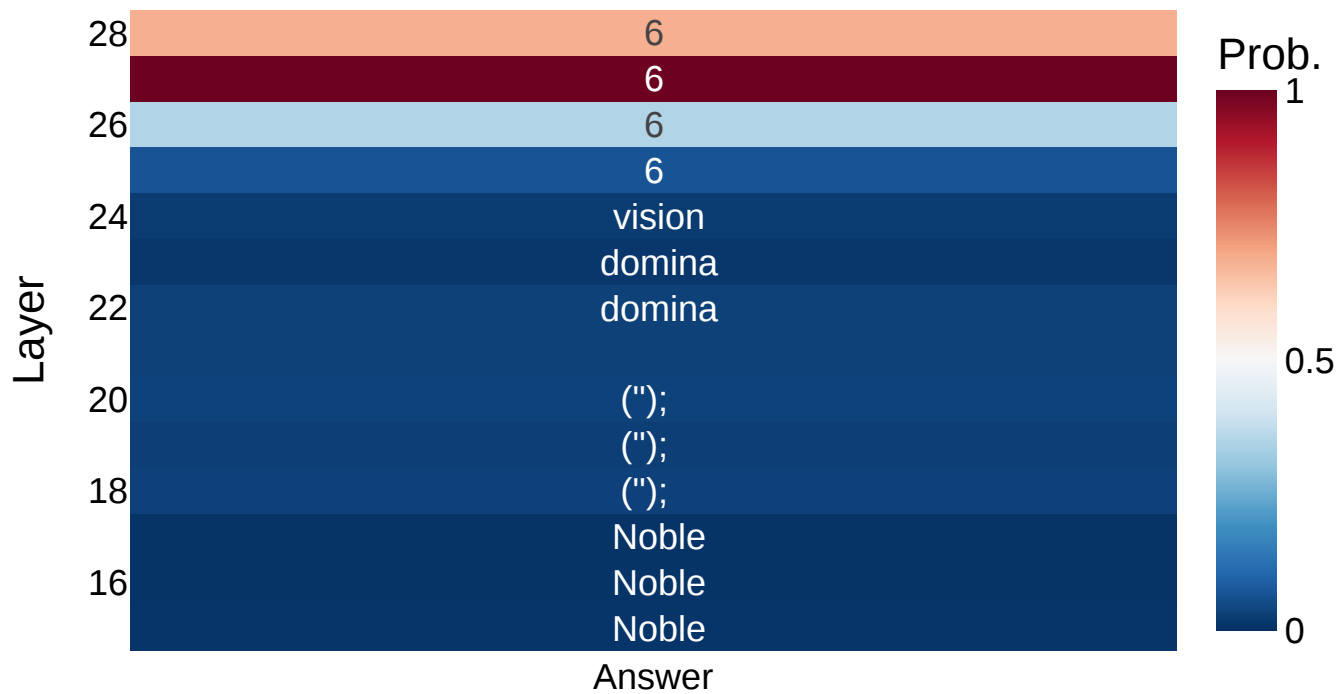 28 6
Prob.
6
1
26 6
6
24 vision
domina
22 domina
Layer
0.5
20 (");
(");
18 (");
Noble
16 Noble
Noble
0
Answer